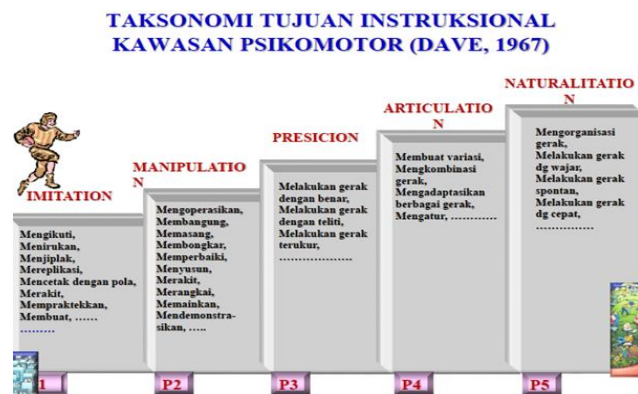 TAKSONOMI TUJUAN INSTRUKSIONAL
KAWASAN PSIKOMOTOR (DAVE, 1967)
IMITATION
Mengikuti,
Menirukan,
Menjiplak,
Mereplikasi,
Mencetak dengan pola,
Merakit,
Mempraktekkan,
Membuat, ......
.........
1
MANIPULATIO
N
Mengoperasikan,
Membangung,
Memasang,
Membongkar,
Memperbaiki,
Menyusun,
Merakit,
Merangkai,
Memainkan,
Mendemonstra-
sikan, .....
P2
PRESICION
Melakukan gerak
dengan benar,
Melakukan gerak
dengan teliti,
Melakukan gerak
terukur,
...................
P3
ARTICULATIO
N
Membuat variasi,
Mengkombinasi
gerak,
Mengadaptasikan
berbagai gerak,
Mengatur, ............
P4
NATURALITATIO
N
Mengorganisasi
gerak,
Melakukan gerak
dg wajar,
Melakukan gerak
spontan,
Melakukan gerak
dg cepat,
...............
P5